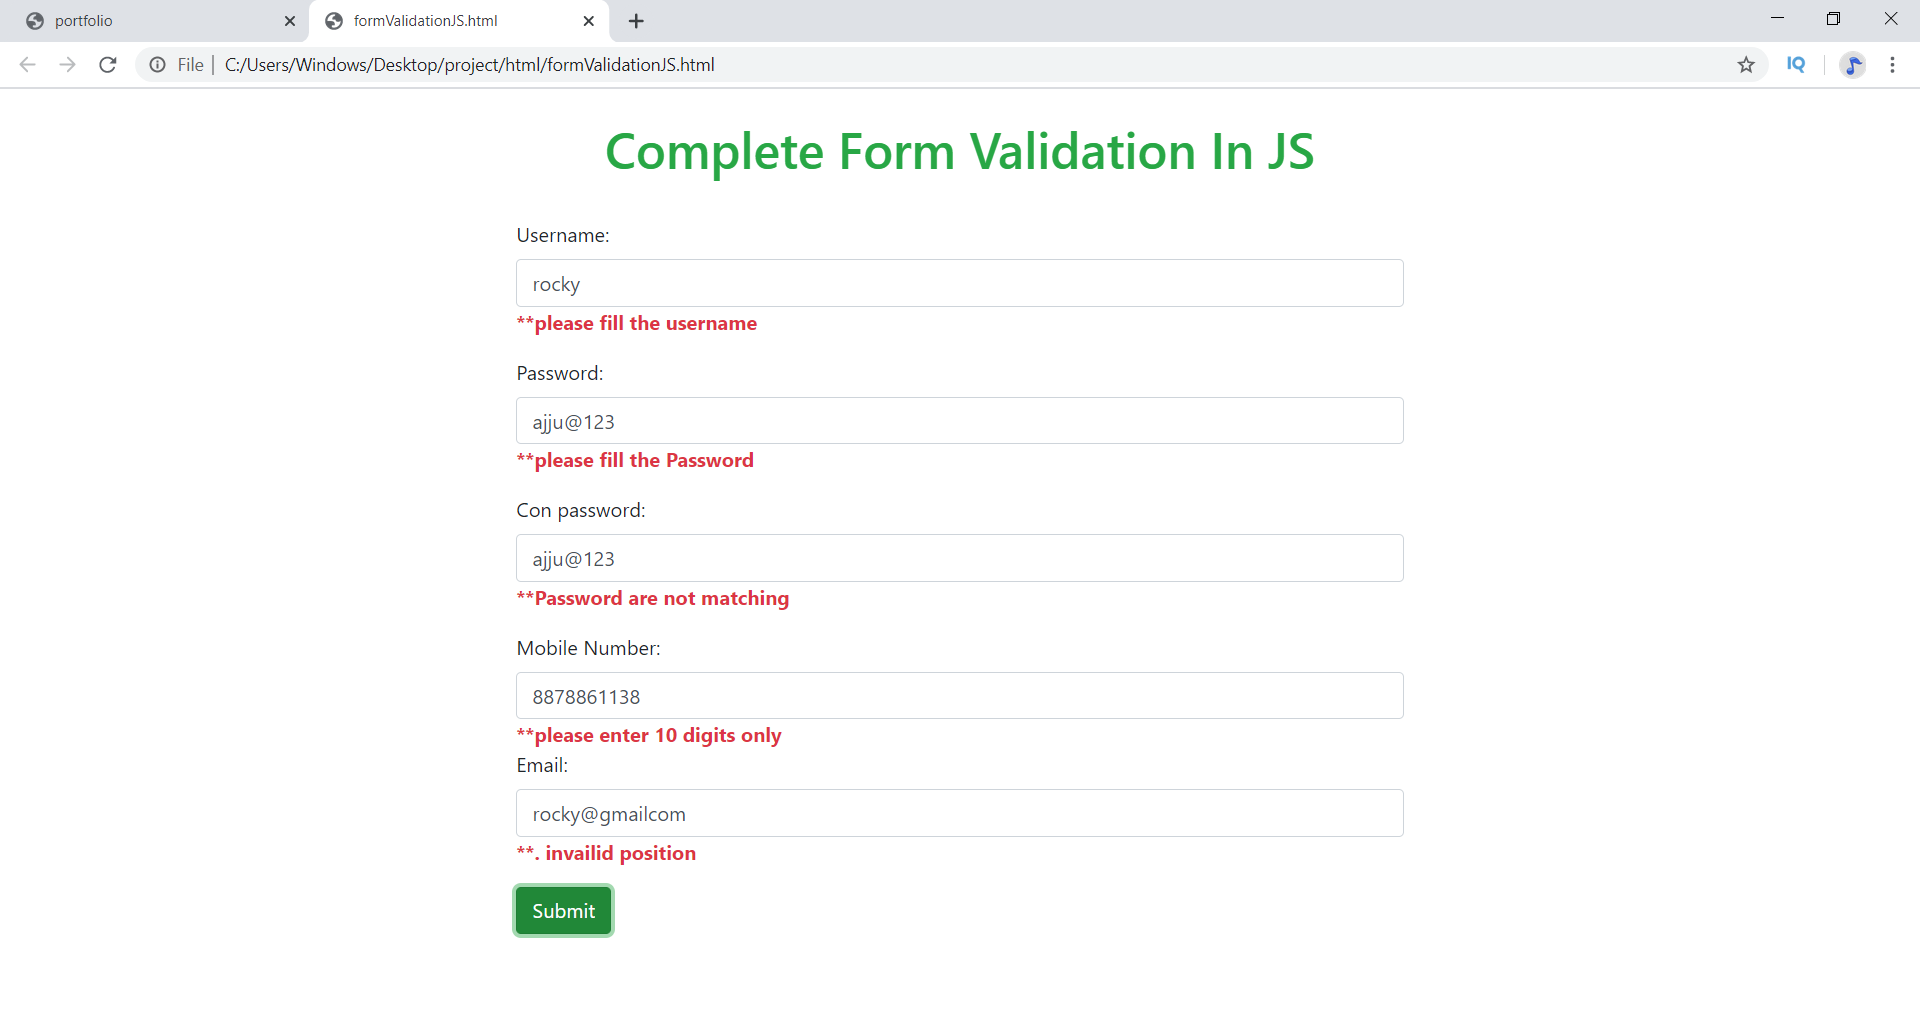 portfolio
formValidationJS.html
File | C:/Users/Windows/Desktop/project/html/formValidationJS.html
IQ
Complete Form Validation In JS
Username:
rocky
**please fill the username
Password:
ajju@123
**please fill the Password
Con password:
ajju@123
**Password are not matching
Mobile Number:
8878861138
**please enter 10 digits only
Email:
rocky@gmailcom
**. invailid position
Submit